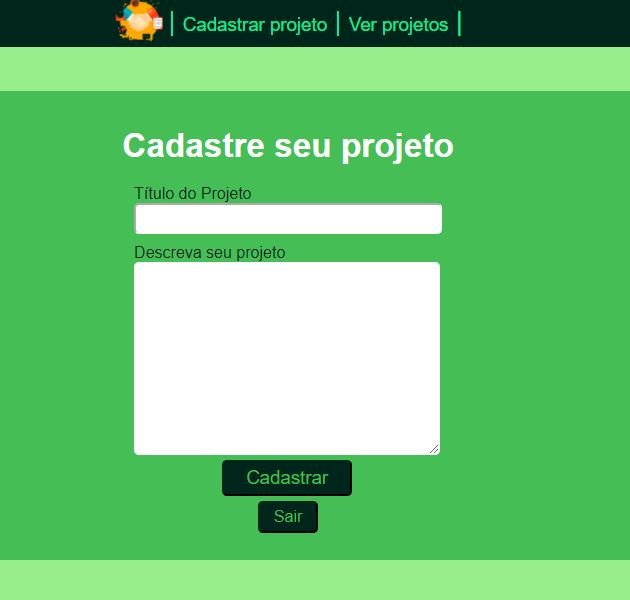 | Cadastrar projeto | Ver projetos |
Cadastre seu projeto
Título do Projeto
Descreva seu projeto
Cadastrar
Sair